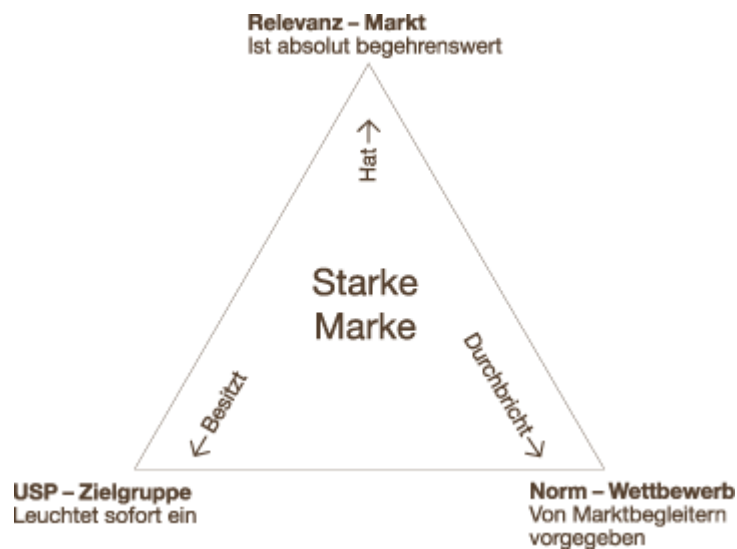 Relevanz – Markt
Ist absolut begehrenswert
Hat
Starke
Marke
Besitzt
Durchbricht
USP – Zielgruppe
Leuchtet sofort ein
Norm – Wettbewerb
Von Marktbegleitern
vorgegeben